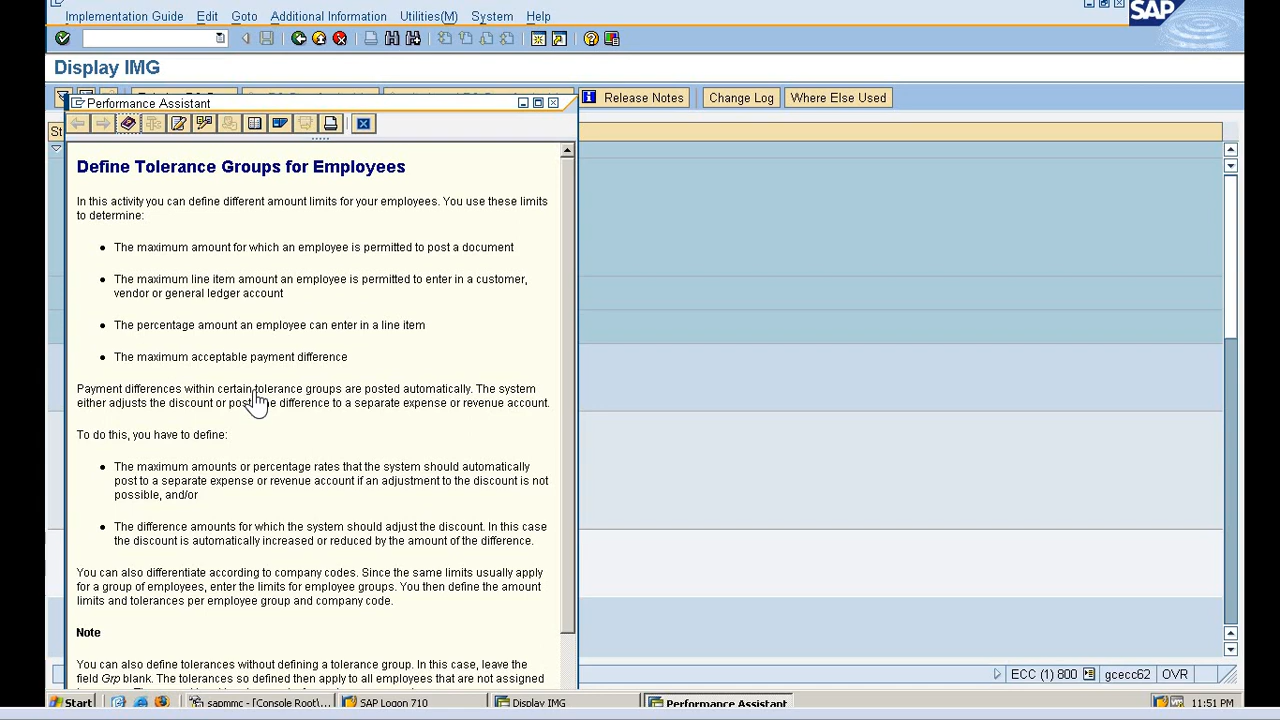 Implementation Guide Edit Goto Additional Information Utilities(M) System Help
SAP
Display IMG
Release Notes Change Log Where Else Used
Performance Assistant
St
Define Tolerance Groups for Employees
In this activity you can define different amount limits for your employees. You use these limits
to determine:
The maximum amount for which an employee is permitted to post a document
The maximum line item amount an employee is permitted to enter in a customer,
vendor or general ledger account
The percentage amount an employee can enter in a line item
The maximum acceptable payment difference
Payment differences within certain tolerance groups are posted automatically. The system
either adjusts the discount or post the difference to a separate expense or revenue account.
To do this, you have to define:
The maximum amounts or percentage rates that the system should automatically
post to a separate expense or revenue account if an adjustment to the discount is not
possible, and/or
The difference amounts for which the system should adjust the discount. In this case
the discount is automatically increased or reduced by the amount of the difference.
You can also differentiate according to company codes. Since the same limits usually apply
for a group of employees, enter the limits for employee groups. You then define the amount
limits and tolerances per employee group and company code.
Note
You can also define tolerances without defining a tolerance group. In this case, leave the
field Grp blank. The tolerances so defined then apply to all employees that are not assigned
ECC (1) 800 gcecc62 OVR
Start sapmmc - [Console Root\... SAP Logon 710 Display IMG Performance Assistant 11:51 PM